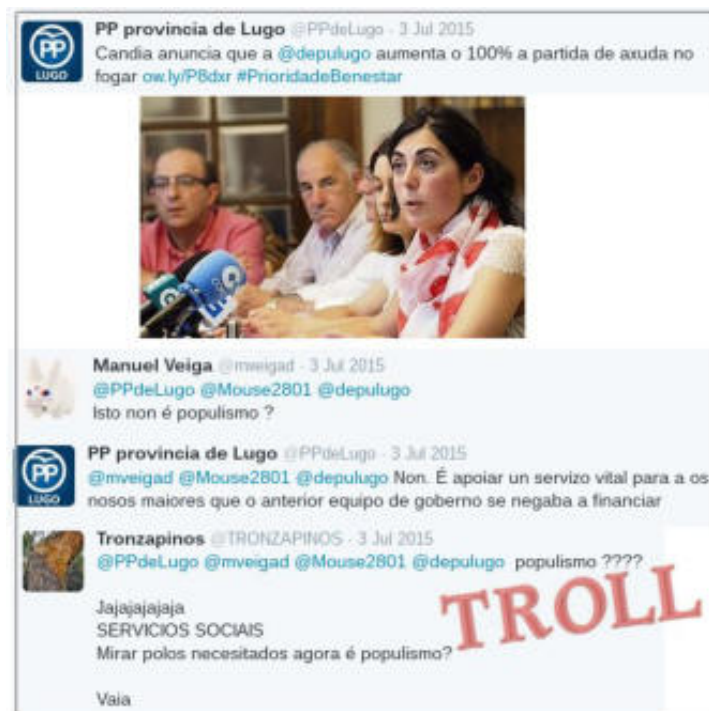 PP provincia de Lugo @PPdeLugo · 3 Jul 2015
Candia anuncia que a @depulugo aumenta o 100% a partida de axuda no
fogar ow.ly/P8dxr #PrioridadeBenestar
PP
LUGO
Manuel Veiga @mveigad · 3 Jul 2015
@PPdeLugo @Mouse2801 @depulugo
Isto non é populismo ?
PP provincia de Lugo @PPdeLugo · 3 Jul 2015
@mveigad @Mouse2801 @depulugo Non. É apoiar un servizo vital para a os
nosos maiores que o anterior equipo de goberno se negaba a financiar
PP
LUGO
Tronzapinos @TRONZAPINOS · 3 Jul 2015
@PPdeLugo @mveigad @Mouse2801 @depulugo populismo ????
Jajajajajaja
SERVICIOS SOCIAIS
Mirar polos necesitados agora é populismo?
Vaia
TROLL